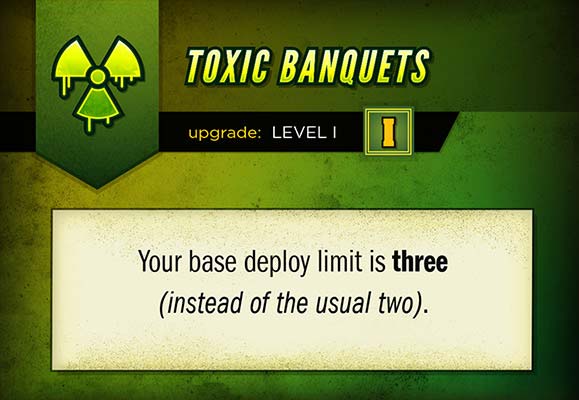 TOXIC BANQUETS
upgrade: LEVEL I I
Your base deploy limit is three
(instead of the usual two).